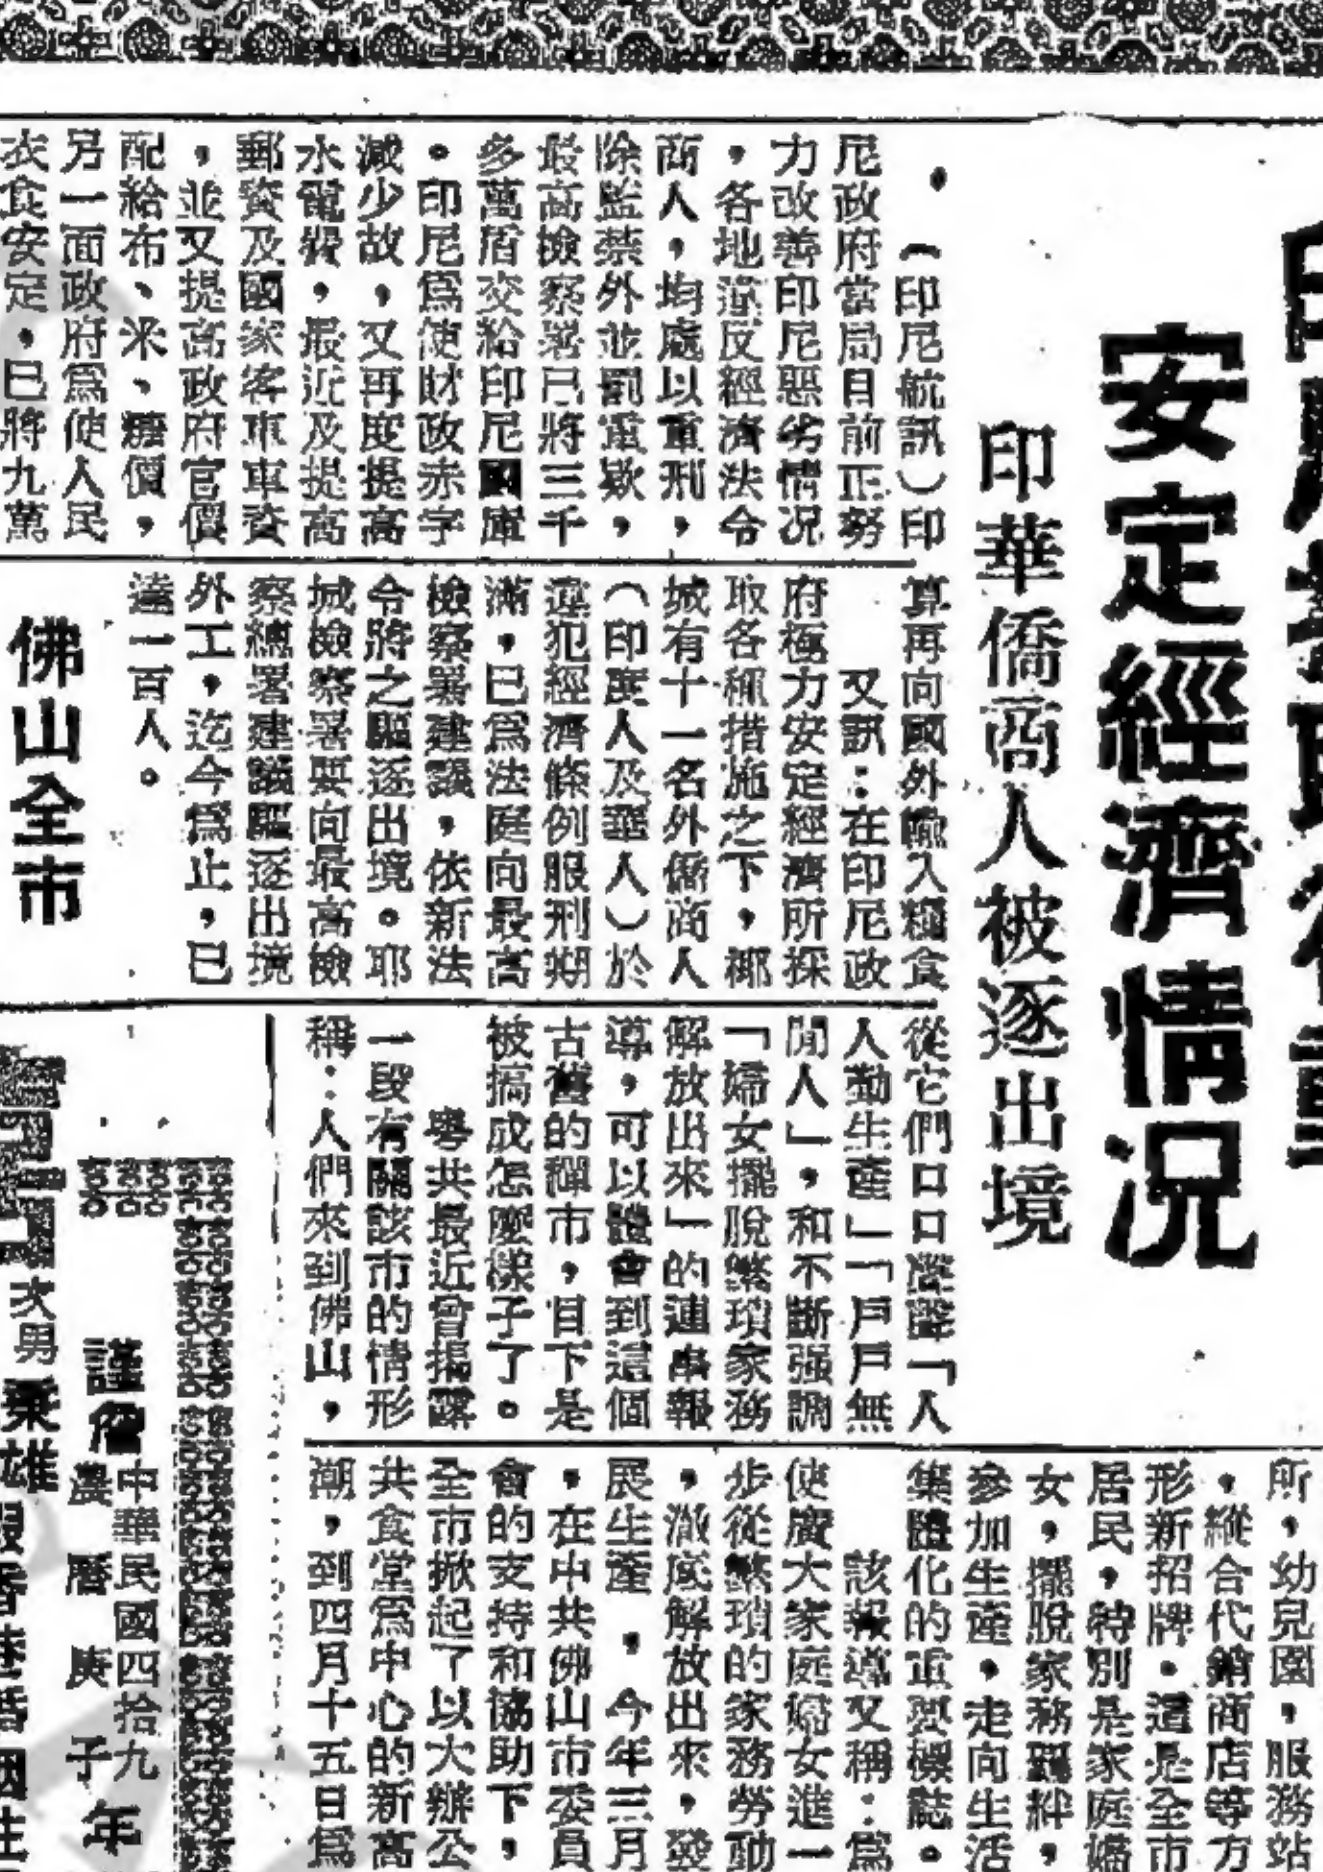 安定經濟情況
印華僑商人被逐出境
（印尼航訊）印
尼政府當局目前正努
力改善印尼惡劣情況
，各地違反經濟法令
商人，均處以重刑，
除監禁外並罰重欵，
最高檢察署已將三千
多萬盾交給印尼國庫
。印尼爲使財政赤字
減少故，又再度提高
水電費，最近及提高
郵資及國家客車車資
，並又提高政府官價
配給布、米、糖價，
另一面政府爲使人民
衣食安定，已將九萬
算再向國外輸入糧食
又訊：在印尼政
府極力安定經濟所採
取各種措施之下，椰
城有十一名外僑商人
（印度人及華人）於
違犯經濟條例服刑期
滿，已爲法庭向最高
檢察署建議，依新法
令將之驅逐出境。耶
城檢察署要向最高檢
察總署建議驅逐出境
外工，迄今爲止，已
達一百人。
佛山全市
從它們口口聲聲「人
人勤生產」「戶戶無
閒人」，和不斷强調
「婦女擺脫繁瑣家務
解放出來」的連串報
導，可以體會到這個
古舊的禪市，目下是
被搞成怎麼樣子了。
粵共最近曾揭露
一段有關該市的情形
稱：人們來到佛山，
所，幼兒園，服務站
，綜合代銷商店等方
形新招牌。這是全市
居民，特別是家庭婦
女，擺脫家務羈絆，
參加生產，走向生活
集體化的重要標誌。
該報導又稱：爲
使廣大家庭婦女進一
步從繁瑣的家務勞動
，澈底解放出來，發
展生產，今年三月
，在中共佛山市委員
會的支持和協助下，
全市掀起了以大辦公
共食堂爲中心的新高
潮，到四月十五日爲
謹詹
中華民國四拾九
農曆庚子年
次男秉雄